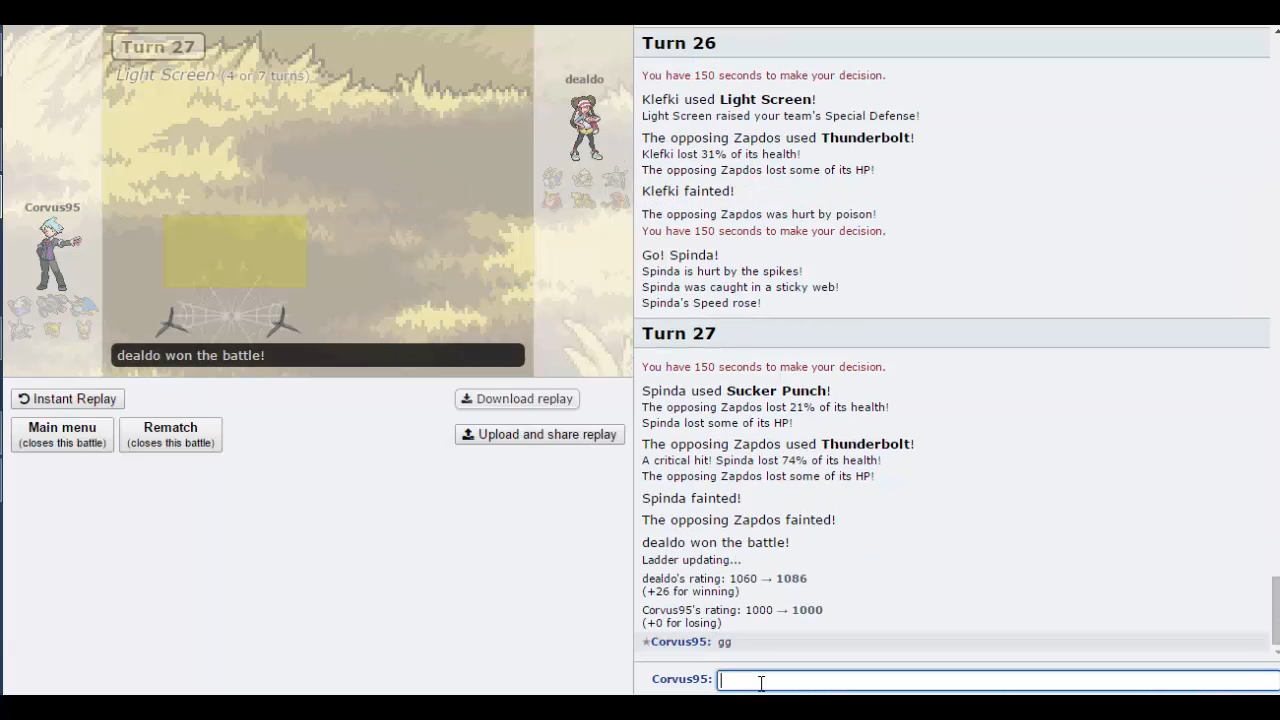 Turn 27
Light Screen (4 or 7 turns)
dealdo
Corvus95
dealdo won the battle!
Instant Replay
Download replay
Main menu
(closes this battle)
Rematch
(closes this battle)
Upload and share replay
Turn 26
You have 150 seconds to make your decision.
Klefki used Light Screen!
Light Screen raised your team's Special Defense!
The opposing Zapdos used Thunderbolt!
Klefki lost 31% of its health!
The opposing Zapdos lost some of its HP!
Klefki fainted!
The opposing Zapdos was hurt by poison!
You have 150 seconds to make your decision.
Go! Spinda!
Spinda is hurt by the spikes!
Spinda was caught in a sticky web!
Spinda's Speed rose!
Turn 27
You have 150 seconds to make your decision.
Spinda used Sucker Punch!
The opposing Zapdos lost 21% of its health!
Spinda lost some of its HP!
The opposing Zapdos used Thunderbolt!
A critical hit! Spinda lost 74% of its health!
The opposing Zapdos lost some of its HP!
Spinda fainted!
The opposing Zapdos fainted!
dealdo won the battle!
Ladder updating...
dealdo's rating: 1060 → 1086
(+26 for winning)
Corvus95's rating: 1000 → 1000
(+0 for losing)
★Corvus95: gg
Corvus95: